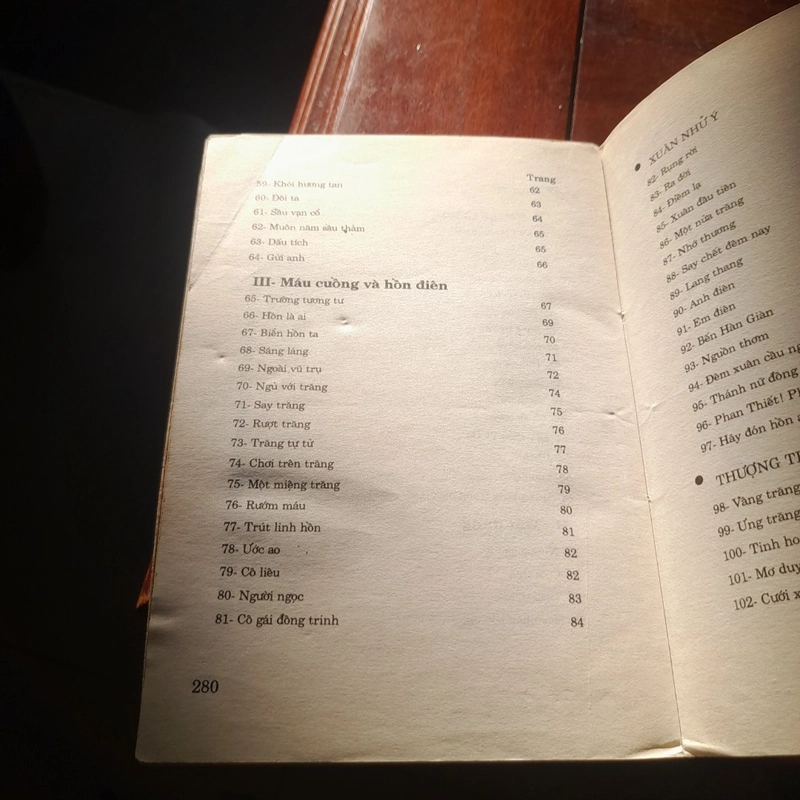 Trang
59- Khói hương tan 62
60- Đôi ta 63
61- Sầu vạn cổ 64
62- Muôn năm sầu thảm 65
63- Dấu tích 65
64- Gửi anh 66
III- Máu cuồng và hồn điên
65- Trường tương tư 67
66- Hồn là ai 69
67- Biển hồn ta 70
68- Sáng láng 71
69- Ngoài vũ trụ 72
70- Ngủ với trăng 74
71- Say trăng 75
72- Rượt trăng 76
73- Trăng tự tử 77
74- Chơi trên trăng 78
75- Một miệng trăng 79
76- Rướm máu 80
77- Trút linh hồn 81
78- Ước ao 82
79- Cô liêu 82
80- Người ngọc 83
81- Cô gái đồng trinh 84
280
• XUÂN NHƯ Ý
82- Rụng rời
83- Ra đời
84- Điềm lạ
85- Xuân đầu tiên
86- Một nửa trăng
87- Nhớ thương
88- Say chết đêm nay
89- Lang thang
90- Anh điên
91- Em điên
92- Bến Hàn Giàn
93- Nguồn thơm
94- Đêm xuân cầu
95- Thánh nữ đồng
96- Phan Thiết!
97- Hãy đón hồn
• THƯỢNG
98- Vầng trăng
99- Ưng trăng
100- Tình
101- Mơ
102- Cưới